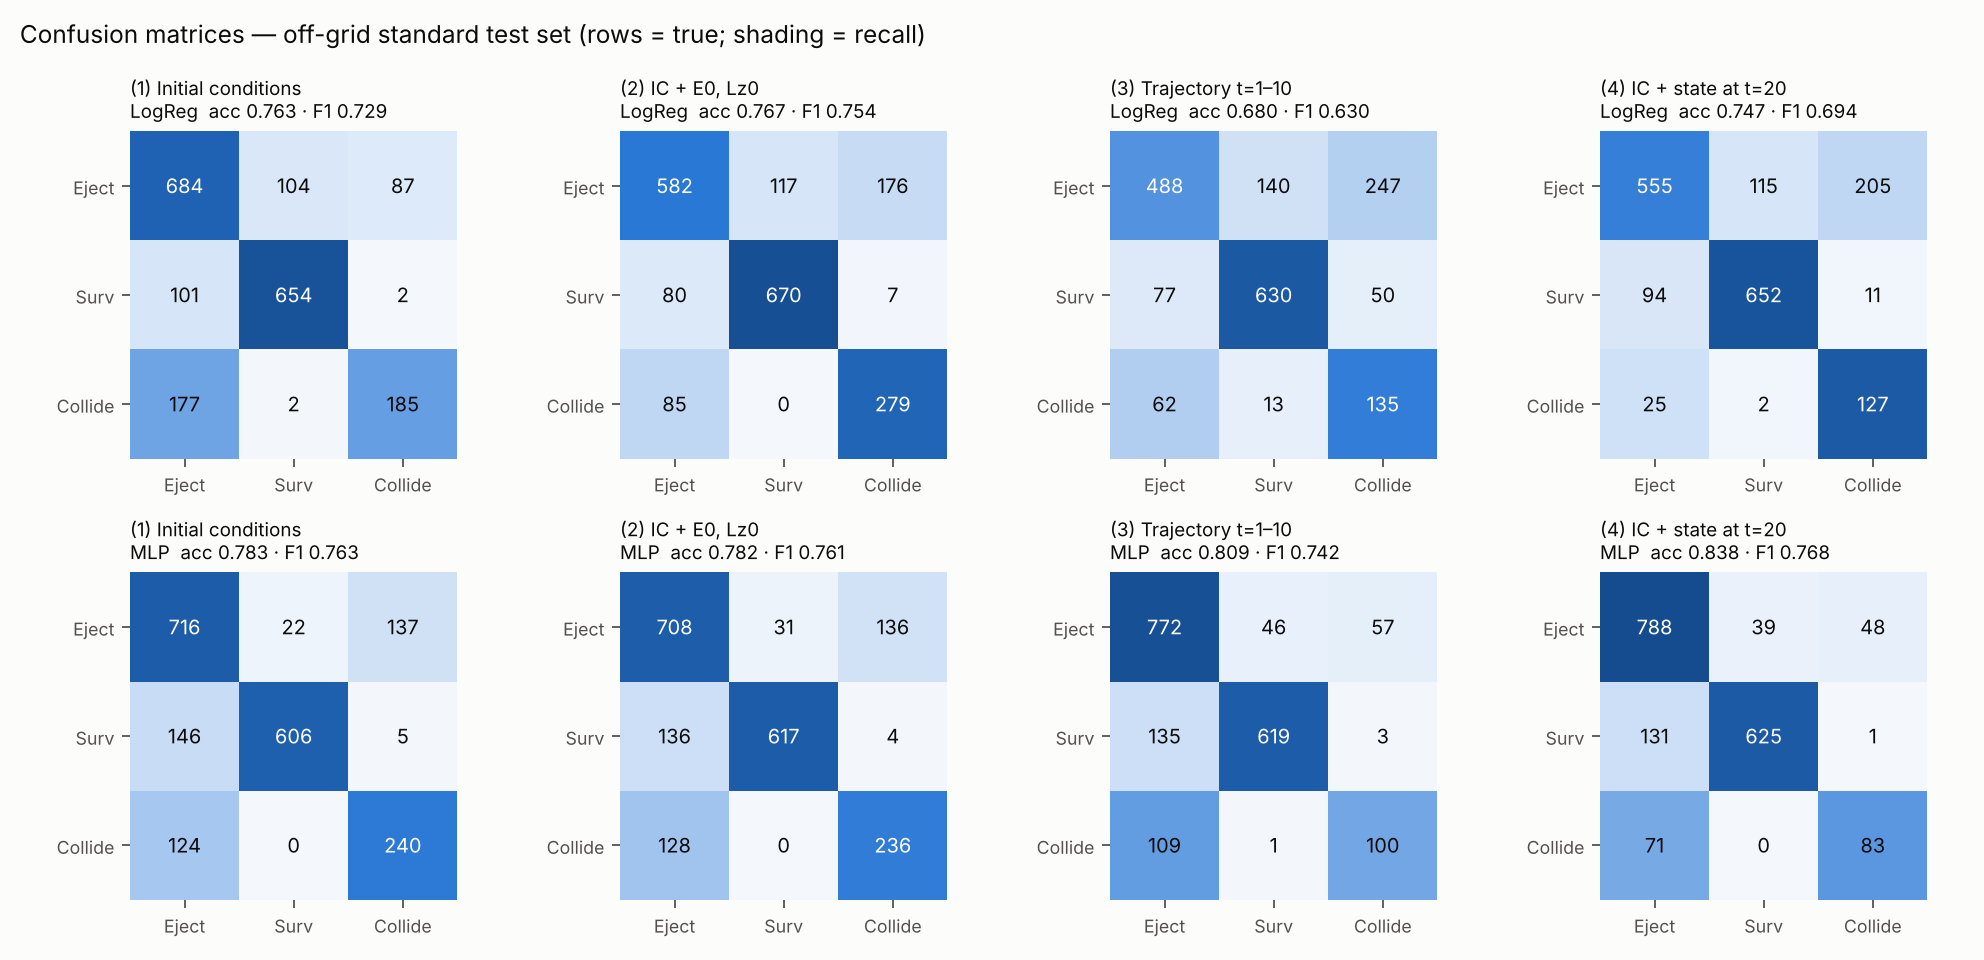 Confusion matrices — off-grid standard test set (rows = true; shading = recall)
(1) Initial conditions
LogReg  acc 0.763 · F1 0.729
Eject 684 104 87
Surv 101 654 2
Collide 177 2 185
Eject Surv Collide
(2) IC + E0, Lz0
LogReg  acc 0.767 · F1 0.754
Eject 582 117 176
Surv 80 670 7
Collide 85 0 279
Eject Surv Collide
(3) Trajectory t=1–10
LogReg  acc 0.680 · F1 0.630
Eject 488 140 247
Surv 77 630 50
Collide 62 13 135
Eject Surv Collide
(4) IC + state at t=20
LogReg  acc 0.747 · F1 0.694
Eject 555 115 205
Surv 94 652 11
Collide 25 2 127
Eject Surv Collide
(1) Initial conditions
MLP  acc 0.783 · F1 0.763
Eject 716 22 137
Surv 146 606 5
Collide 124 0 240
Eject Surv Collide
(2) IC + E0, Lz0
MLP  acc 0.782 · F1 0.761
Eject 708 31 136
Surv 136 617 4
Collide 128 0 236
Eject Surv Collide
(3) Trajectory t=1–10
MLP  acc 0.809 · F1 0.742
Eject 772 46 57
Surv 135 619 3
Collide 109 1 100
Eject Surv Collide
(4) IC + state at t=20
MLP  acc 0.838 · F1 0.768
Eject 788 39 48
Surv 131 625 1
Collide 71 0 83
Eject Surv Collide